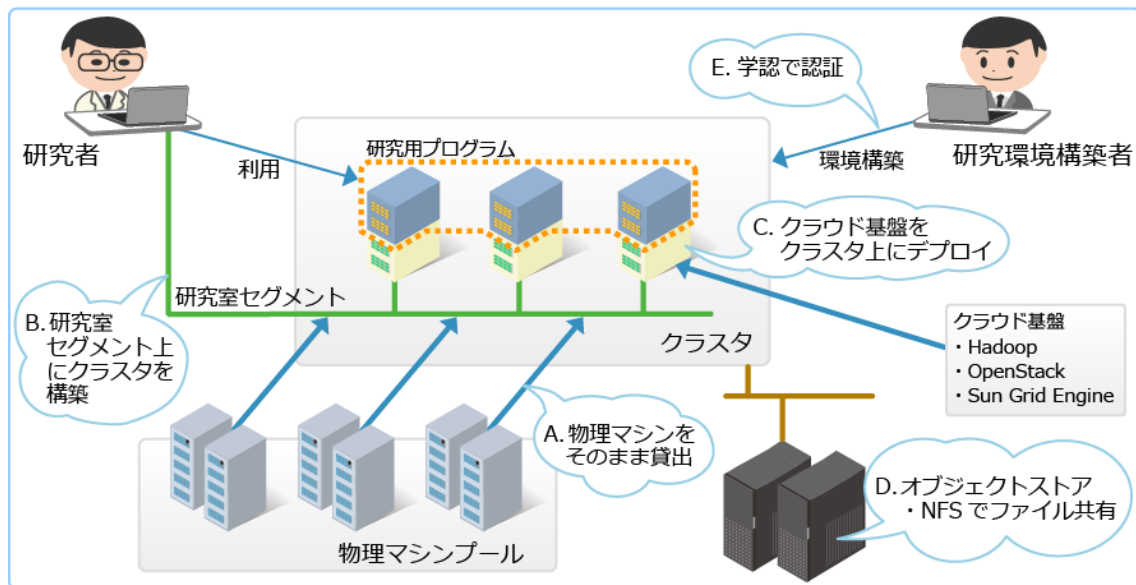 研究者
利用
研究用プログラム
E. 学認で認証
環境構築
研究環境構築者
C. クラウド基盤を
クラスタ上にデプロイ
研究室セグメント
B. 研究室
セグメント上
にクラスタを
構築
クラスタ
クラウド基盤
・Hadoop
・OpenStack
・Sun Grid Engine
A. 物理マシンを
そのまま貸出
D. オブジェクトストア
・NFS でファイル共有
物理マシンプール